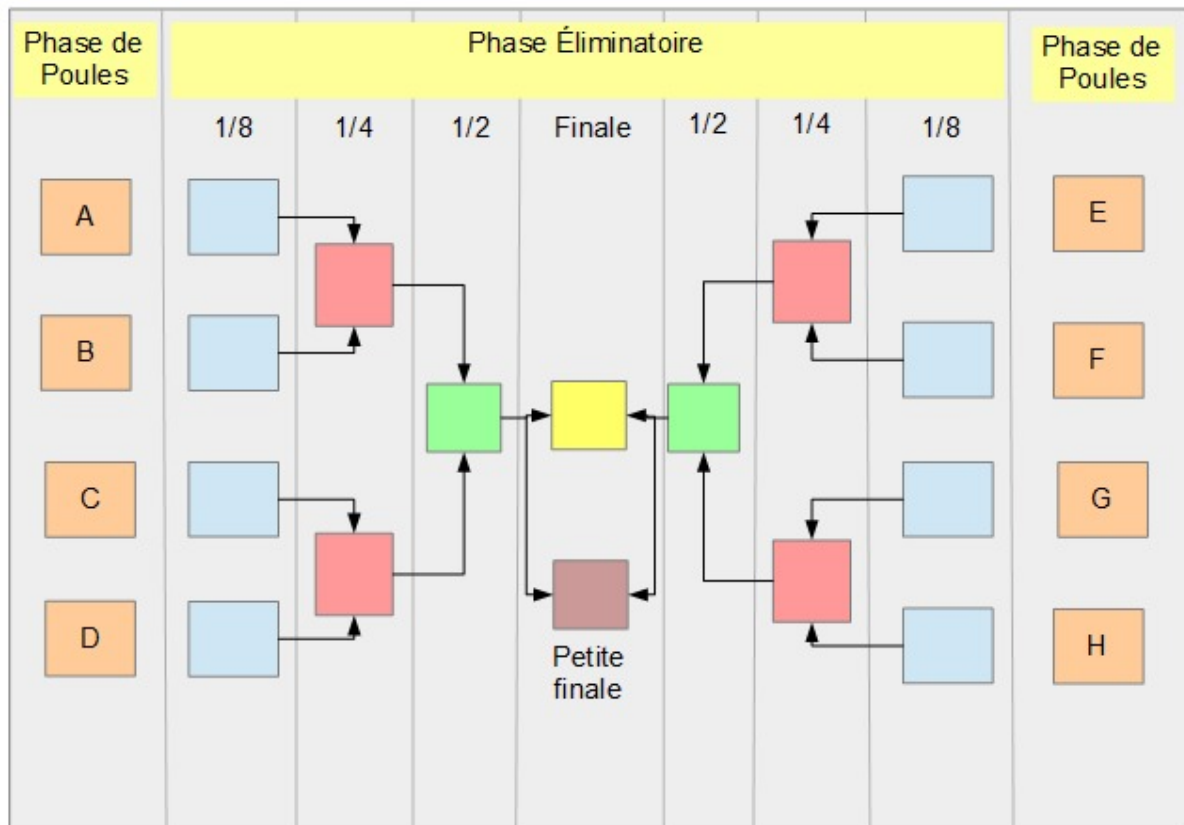 Phase de
Poules
Phase Éliminatoire
Phase de
Poules
1/8
1/4
1/2
Finale
1/2
1/4
1/8
A
E
B
F
C
G
D
H
Petite
finale